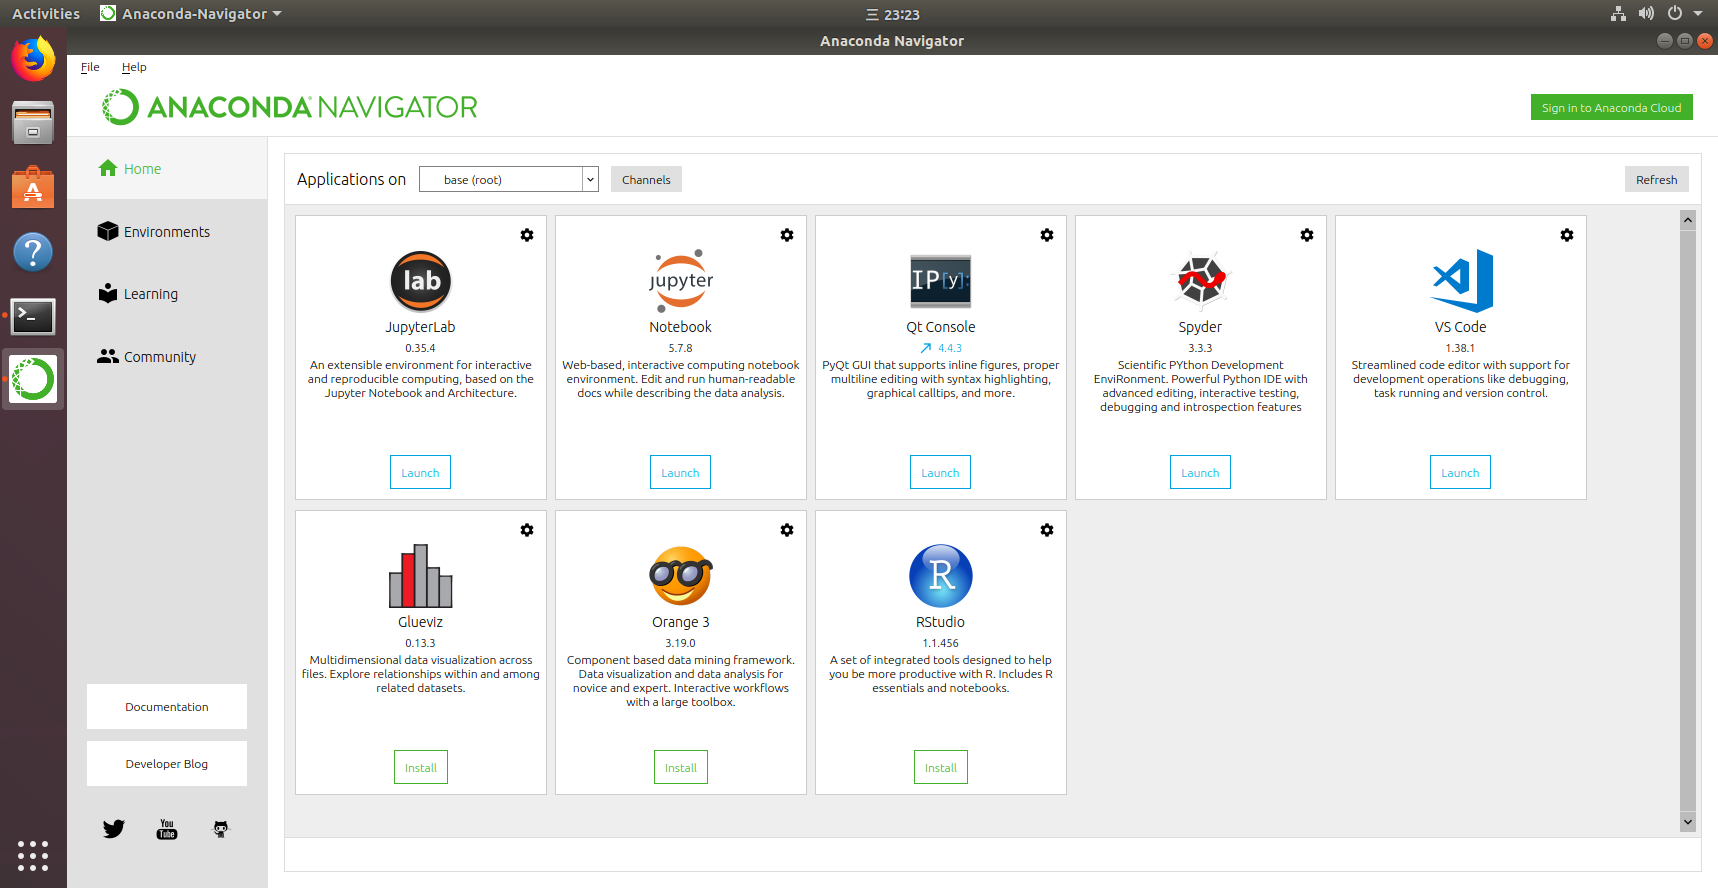 Activities
Anaconda-Navigator
三 23:23
Anaconda Navigator
File
Help
ANACONDA NAVIGATOR
Sign in to Anaconda Cloud
Home
Environments
Learning
Community
Documentation
Developer Blog
You
Tube
Applications on
base (root)
Channels
Refresh
lab
JupyterLab
0.35.4
An extensible environment for interactive
and reproducible computing, based on the
Jupyter Notebook and Architecture.
Launch
jupyter
Notebook
5.7.8
Web-based, interactive computing notebook
environment. Edit and run human-readable
docs while describing the data analysis.
Launch
IP[y]:
Qt Console
4.4.3
PyQt GUI that supports inline figures, proper
multiline editing with syntax highlighting,
graphical calltips, and more.
Launch
Spyder
3.3.3
Scientific PYthon Development
EnviRonment. Powerful Python IDE with
advanced editing, interactive testing,
debugging and introspection features
Launch
VS Code
1.38.1
Streamlined code editor with support for
development operations like debugging,
task running and version control.
Launch
Glueviz
0.13.3
Multidimensional data visualization across
files. Explore relationships within and among
related datasets.
Install
Orange 3
3.19.0
Component based data mining framework.
Data visualization and data analysis for
novice and expert. Interactive workflows
with a large toolbox.
Install
R
RStudio
1.1.456
A set of integrated tools designed to help
you be more productive with R. Includes R
essentials and notebooks.
Install